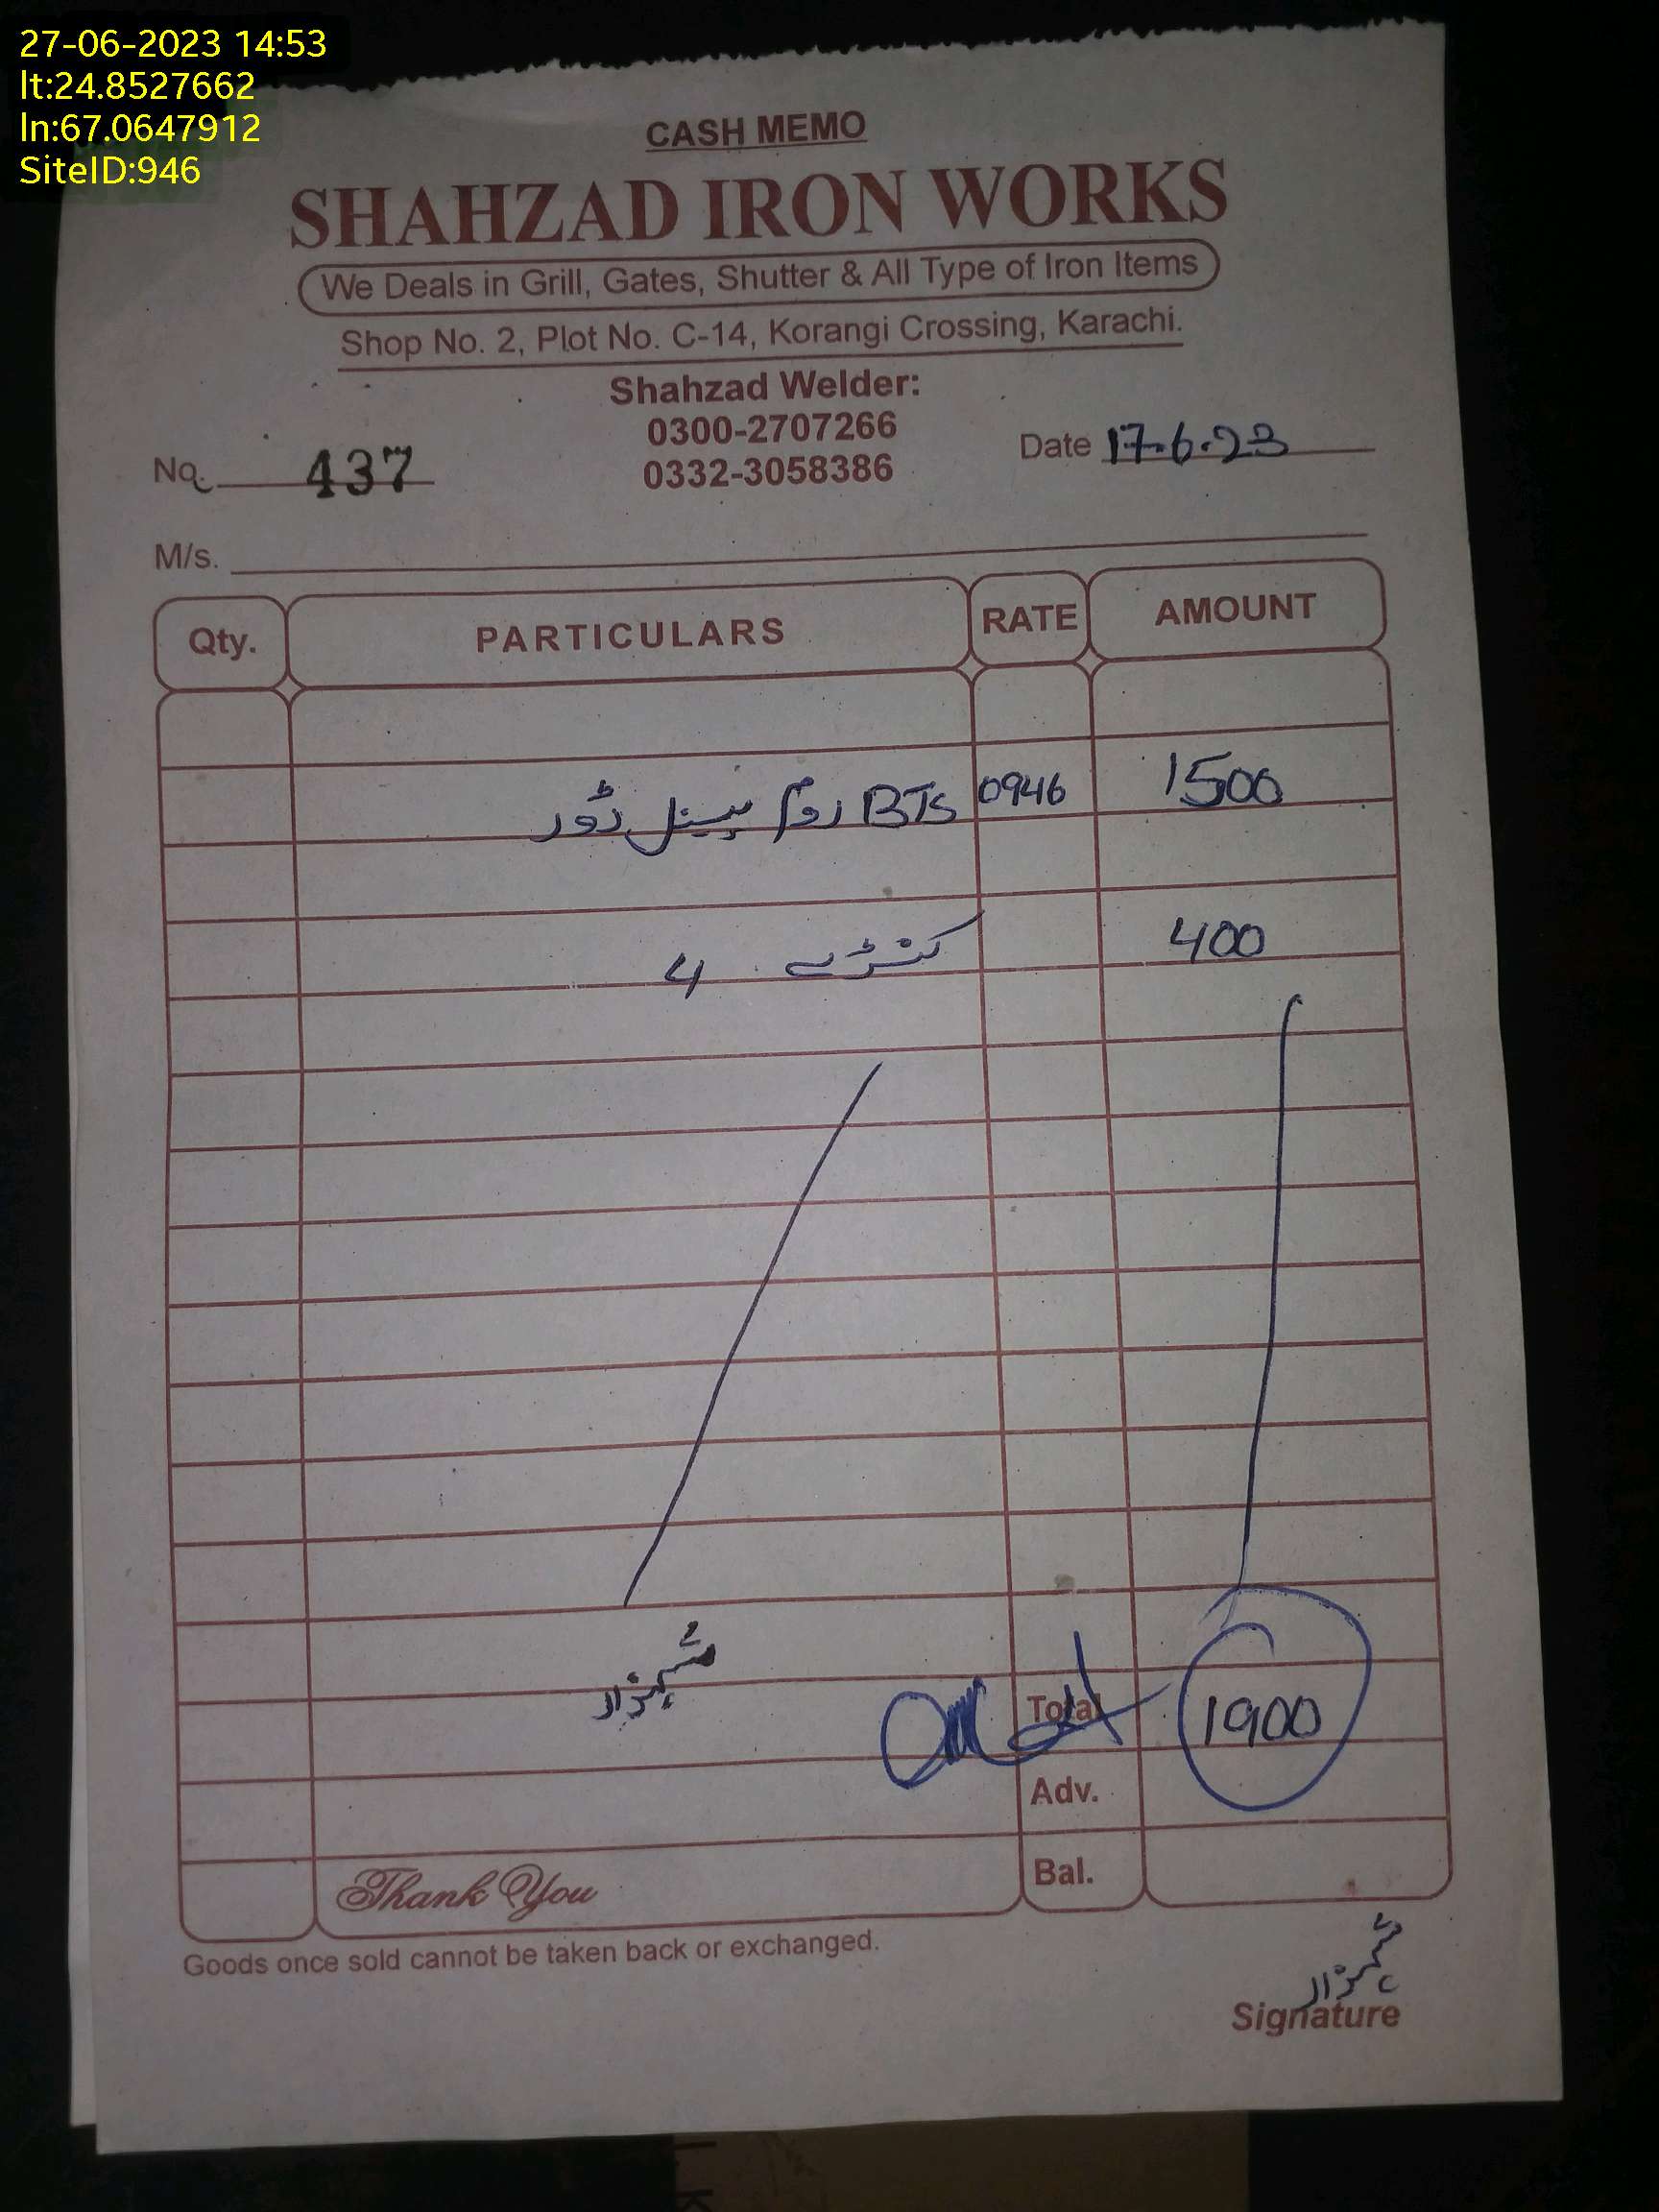 27-06-2023 14:53
lt:24.8527662
ln:67.0647912
SiteID:946
CASH MEMO
SHAHZAD IRON WORKS
We Deals in Grill, Gates, Shutter & All Type of Iron Items
Shop No. 2, Plot No. C-14, Korangi Crossing, Karachi.
Shahzad Welder:
0300-2707266
0332-3058386
No. 437
Date 17-6-23
M/s.
Qty. PARTICULARS RATE AMOUNT
BTS روم پینل ڈور 0946 1500
4 400
شہزاد
Total 1900
Adv.
Bal.
Thank You
Goods once sold cannot be taken back or exchanged.
شہزاد
Signature